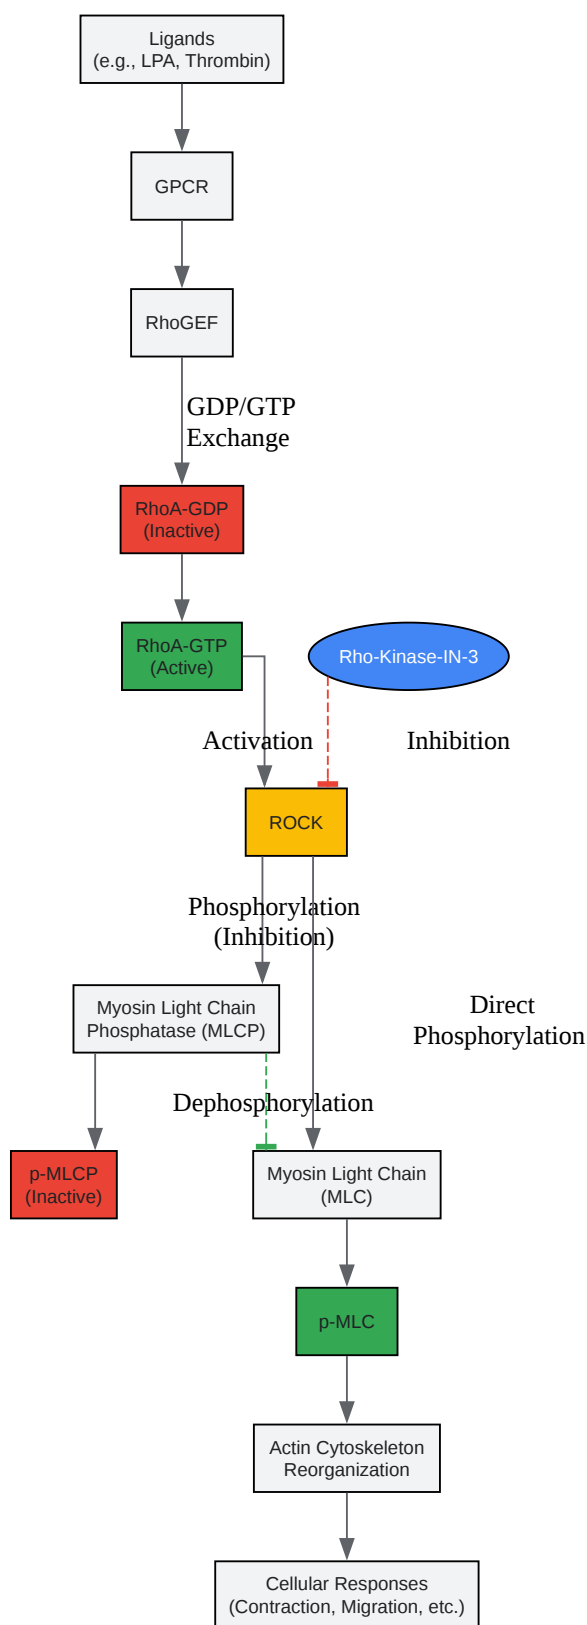 Ligands
(e.g., LPA, Thrombin)
GPCR
RhoGEF
GDP/GTP
Exchange
RhoA-GDP
(Inactive)
RhoA-GTP
(Active)
Rho-Kinase-IN-3
Activation
Inhibition
ROCK
Phosphorylation
(Inhibition)
Myosin Light Chain
Phosphatase (MLCP)
Direct
Phosphorylation
Dephosphorylation
p-MLCP
(Inactive)
Myosin Light Chain
(MLC)
p-MLC
Actin Cytoskeleton
Reorganization
Cellular Responses
(Contraction, Migration, etc.)